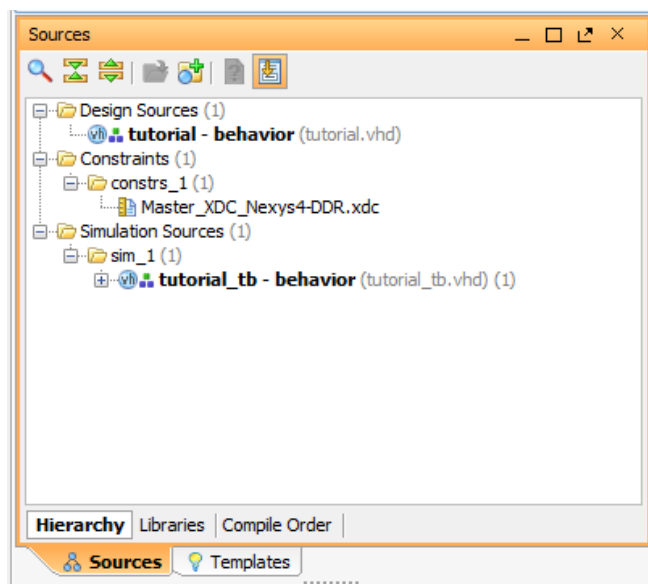 Sources
Design Sources (1)
tutorial - behavior (tutorial.vhd)
Constraints (1)
constrs_1 (1)
Master_XDC_Nexys4-DDR.xdc
Simulation Sources (1)
sim_1 (1)
tutorial_tb - behavior (tutorial_tb.vhd) (1)
Hierarchy Libraries Compile Order
Sources Templates